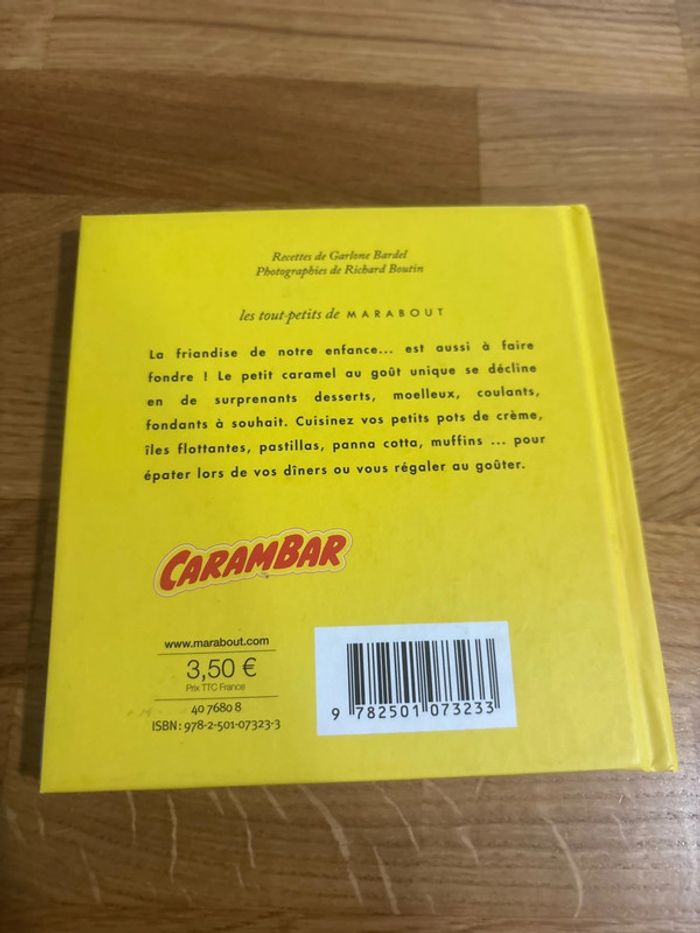 Recettes de Garlone Bardel
Photographies de Richard Boutin
les tout-petits de MARABOUT
La friandise de notre enfance... est aussi à faire
fondre ! Le petit caramel au goût unique se décline
en de surprenants desserts, moelleux, coulants,
fondants à souhait. Cuisinez vos petits pots de crème,
îles flottantes, pastillas, panna cotta, muffins ... pour
épater lors de vos dîners ou vous régaler au goûter.
CARAMBAR
www.marabout.com
3,50 €
Prix TTC France
40 7680 8
ISBN : 978-2-501-07323-3
9 782501 073233